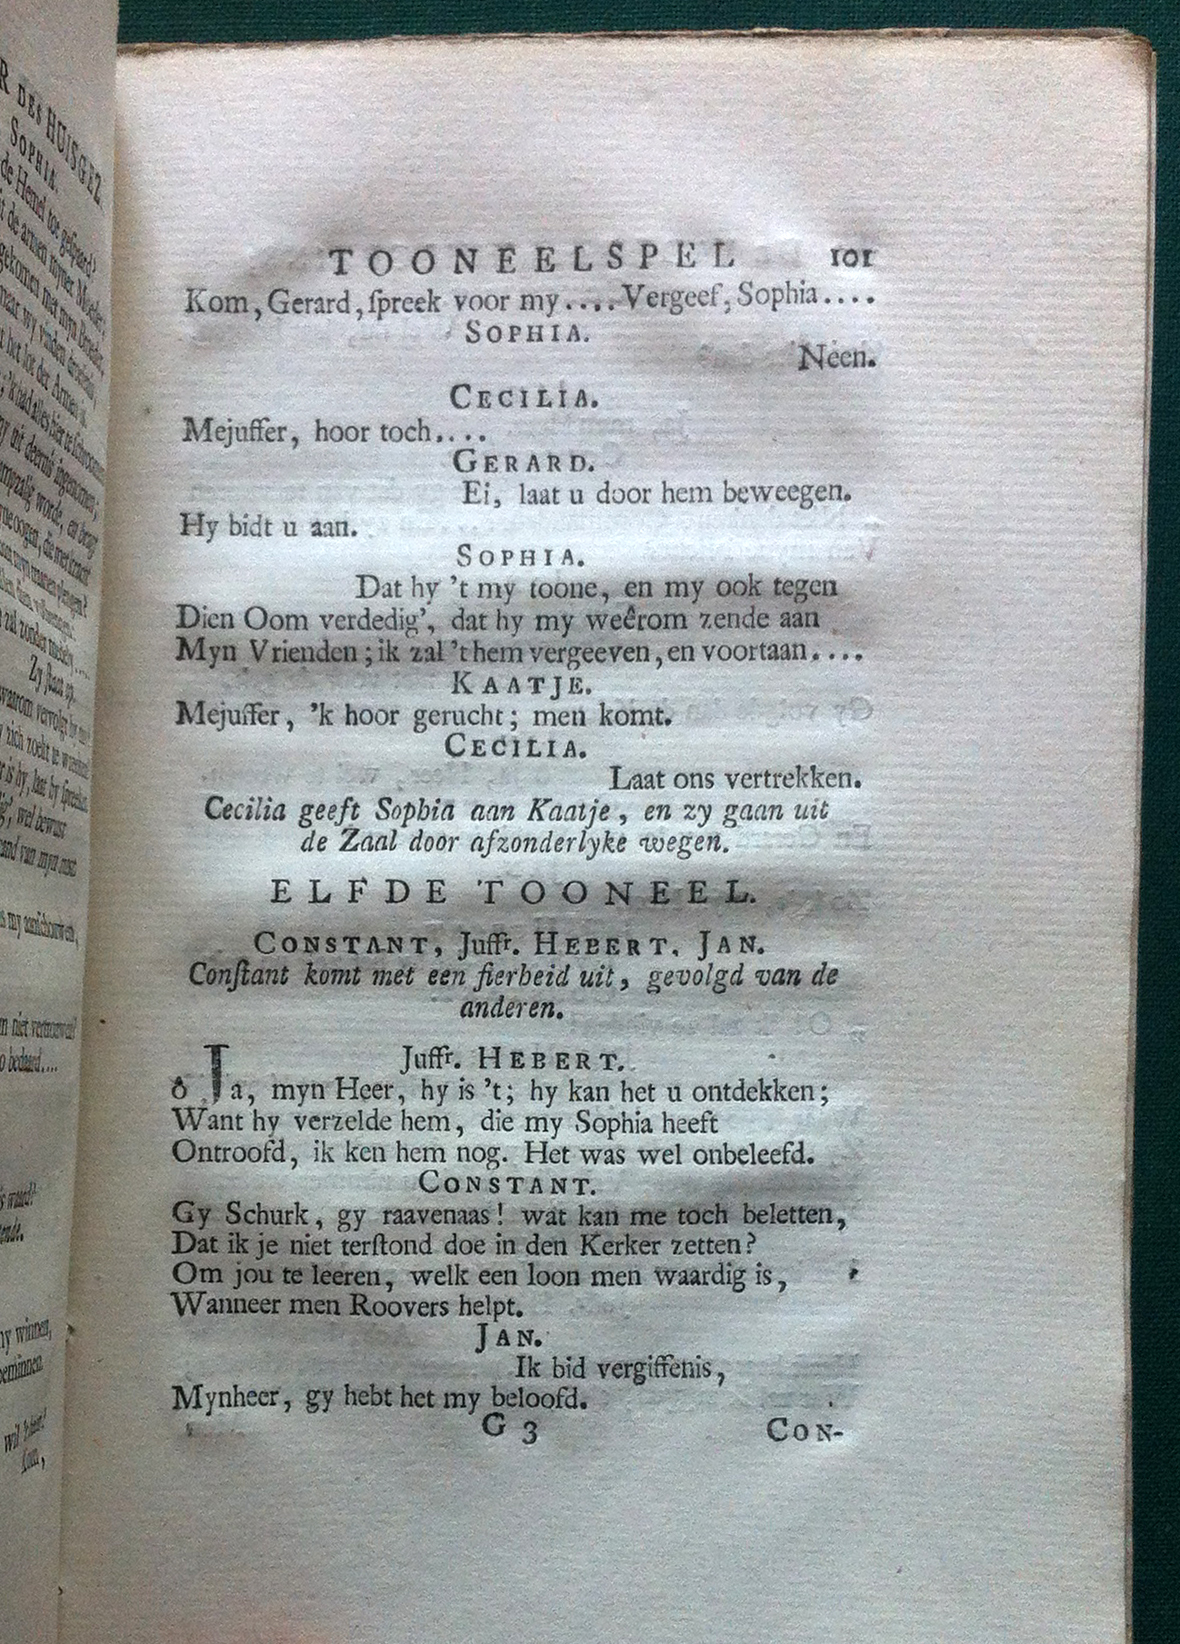 TOONEELSPEL 101
Kom, Gerard, ſpreek voor my.... Vergeef, Sophia....
SOPHIA.
Neen.
CECILIA.
Mejuffer, hoor toch....
GERARD.
Ei, laat u door hem beweegen.
Hy bidt u aan.
SOPHIA.
Dat hy 't my toone, en my ook tegen
Dien Oom verdedig', dat hy my weêrom zende aan
Myn Vrienden; ik zal 't hem vergeeven, en voortaan....
KAATJE.
Mejuffer, 'k hoor gerucht; men komt.
CECILIA.
Laat ons vertrekken.
Cecilia geeft Sophia aan Kaatje, en zy gaan uit
de Zaal door afzonderlyke wegen.
ELFDE TOONEEL.
CONSTANT, Juffr. HEBERT, JAN.
Conſtant komt met een fierheid uit, gevolgd van de
anderen.
Juffr. HEBERT.
ô Ja, myn Heer, hy is 't; hy kan het u ontdekken;
Want hy verzelde hem, die my Sophia heeft
Ontroofd, ik ken hem nog. Het was wel onbeleefd.
CONSTANT.
Gy Schurk, gy raavenaas! wat kan me toch beletten,
Dat ik je niet terſtond doe in den Kerker zetten?
Om jou te leeren, welk een loon men waardig is,
Wanneer men Roovers helpt.
JAN.
Ik bid vergiffenis,
Mynheer, gy hebt het my beloofd.
G 3 CON-